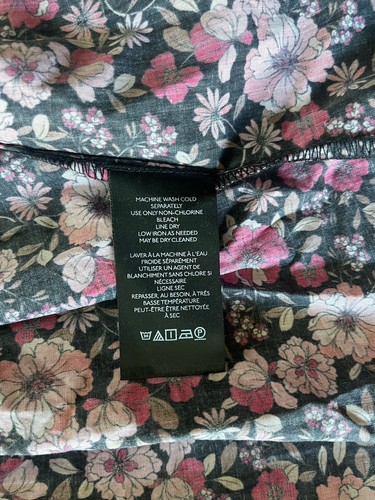 MACHINE WASH COLD
SEPARATELY
USE ONLY NON-CHLORINE
BLEACH
LINE DRY
LOW IRON AS NEEDED
MAY BE DRY CLEANED
LAVER À LA MACHINE À L'EAU
FROIDE SÉPARÉMENT
UTILISER UN AGENT DE
BLANCHIMENT SANS CHLORE SI
NÉCESSAIRE
LIGNE SEC
REPASSER, AU BESOIN, À TRÈS
BASSE TEMPÉRATURE
PEUT-ÊTRE ÊTRE NETTOYÉE
À SEC